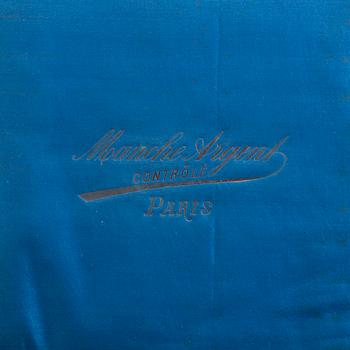 Manche Argent
CONTRÔLÉ
PARIS